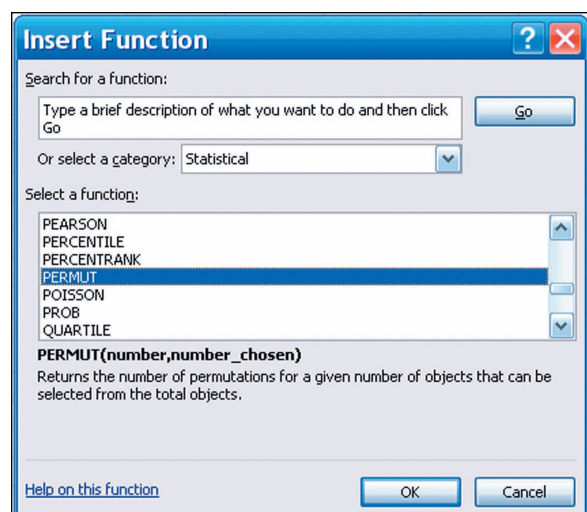 Insert Function
?
X
Search for a function:
Type a brief description of what you want to do and then click
Go
Go
Or select a category: Statistical
Select a function:
PEARSON
PERCENTILE
PERCENTRANK
PERMUT
POISSON
PROB
QUARTILE
PERMUT(number,number_chosen)
Returns the number of permutations for a given number of objects that can be
selected from the total objects.
Help on this function
OK
Cancel